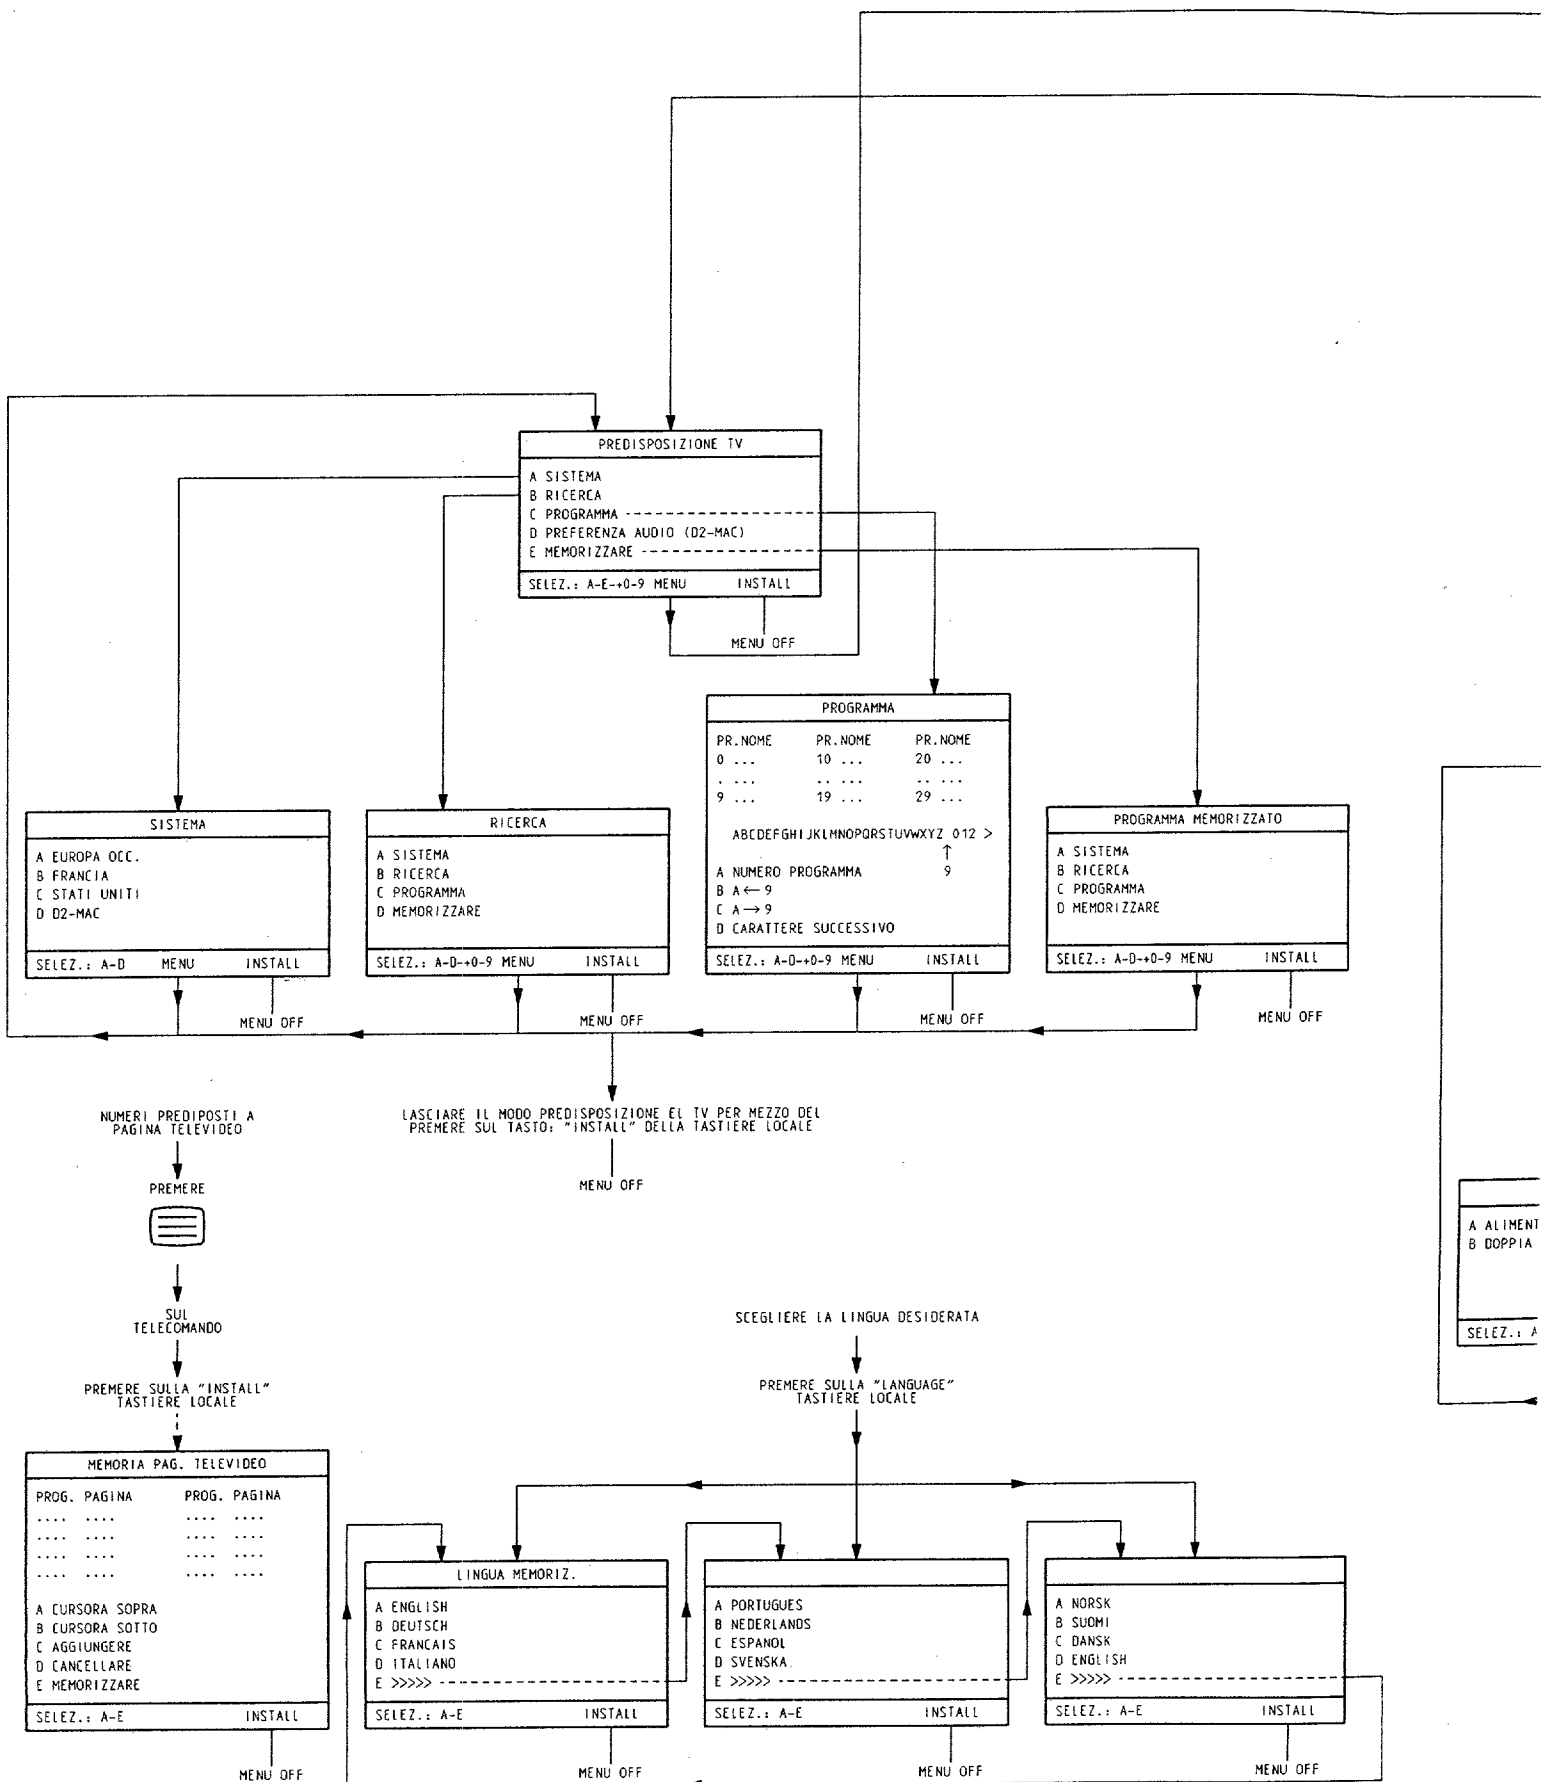 PREDISPOSIZIONE TV
A SISTEMA
B RICERCA
C PROGRAMMA
D PREFERENZA AUDIO (D2-MAC)
E MEMORIZZARE
SELEZ.: A-E-+0-9 MENU INSTALL
MENU OFF
SISTEMA
A EUROPA OCC.
B FRANCIA
C STATI UNITI
D D2-MAC
SELEZ.: A-D MENU INSTALL
MENU OFF
RICERCA
A SISTEMA
B RICERCA
C PROGRAMMA
D MEMORIZZARE
SELEZ.: A-D-+0-9 MENU INSTALL
MENU OFF
PROGRAMMA
PR.NOME PR.NOME PR.NOME
0 ... 10 ... 20 ...
. ... .. ... .. ...
9 ... 19 ... 29 ...
ABCDEFGHIJKLMNOPQRSTUVWXYZ 012 >
↑
A NUMERO PROGRAMMA 9
B A ← 9
C A → 9
D CARATTERE SUCCESSIVO
SELEZ.: A-D-+0-9 MENU INSTALL
MENU OFF
PROGRAMMA MEMORIZZATO
A SISTEMA
B RICERCA
C PROGRAMMA
D MEMORIZZARE
SELEZ.: A-D-+0-9 MENU INSTALL
MENU OFF
NUMERI PREDIPOSTI A
PAGINA TELEVIDEO
PREMERE
SUL
TELECOMANDO
PREMERE SULLA "INSTALL"
TASTIERE LOCALE
LASCIARE IL MODO PREDISPOSIZIONE EL TV PER MEZZO DEL
PREMERE SUL TASTO: "INSTALL" DELLA TASTIERE LOCALE
MENU OFF
A ALIMENT
B DOPPIA
SELEZ.: A
SCEGLIERE LA LINGUA DESIDERATA
PREMERE SULLA "LANGUAGE"
TASTIERE LOCALE
MEMORIA PAG. TELEVIDEO
PROG. PAGINA PROG. PAGINA
.... .... .... ....
.... .... .... ....
.... .... .... ....
.... .... .... ....
A CURSORA SOPRA
B CURSORA SOTTO
C AGGIUNGERE
D CANCELLARE
E MEMORIZZARE
SELEZ.: A-E INSTALL
MENU OFF
LINGUA MEMORIZ.
A ENGLISH
B DEUTSCH
C FRANCAIS
D ITALIANO
E >>>>>
SELEZ.: A-E INSTALL
MENU OFF
A PORTUGUES
B NEDERLANDS
C ESPANOL
D SVENSKA
E >>>>>
SELEZ.: A-E INSTALL
MENU OFF
A NORSK
B SUOMI
C DANSK
D ENGLISH
E >>>>>
SELEZ.: A-E INSTALL
MENU OFF